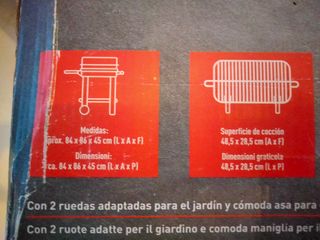 Medidas:
aprox. 84 x 86 x 45 cm (L x A x F)
Dimensioni:
ca. 84 x 86 x 45 cm (L x A x P)
Superficie de cocción
48,5 x 28,5 cm (A x F)
Dimensioni graticola
48,5 x 28,5 cm (L x P)
Con 2 ruedas adaptadas para el jardín y cómoda asa para
Con 2 ruote adatte per il giardino e comoda maniglia per il